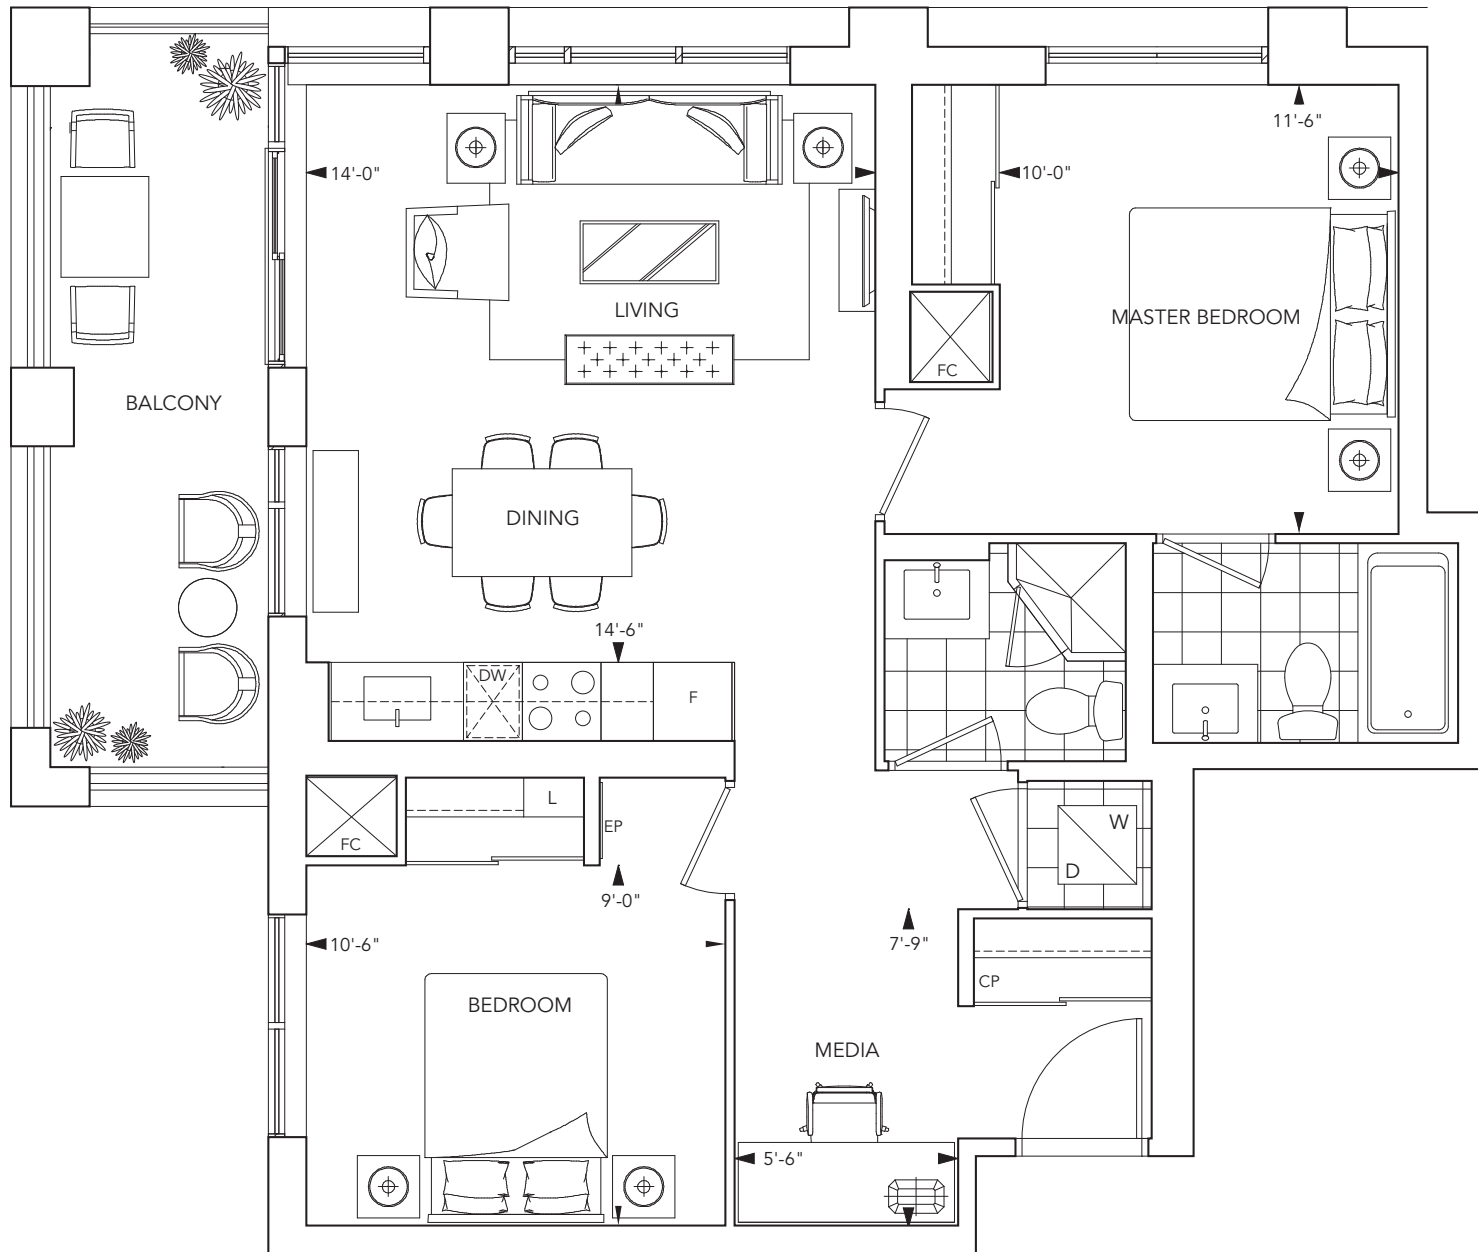 11'-6"
14'-0"
10'-0"
LIVING
MASTER BEDROOM
FC
BALCONY
DINING
14'-6"
DW
F
L
EP
FC
W
D
9'-0"
10'-6"
7'-9"
CP
BEDROOM
MEDIA
5'-6"